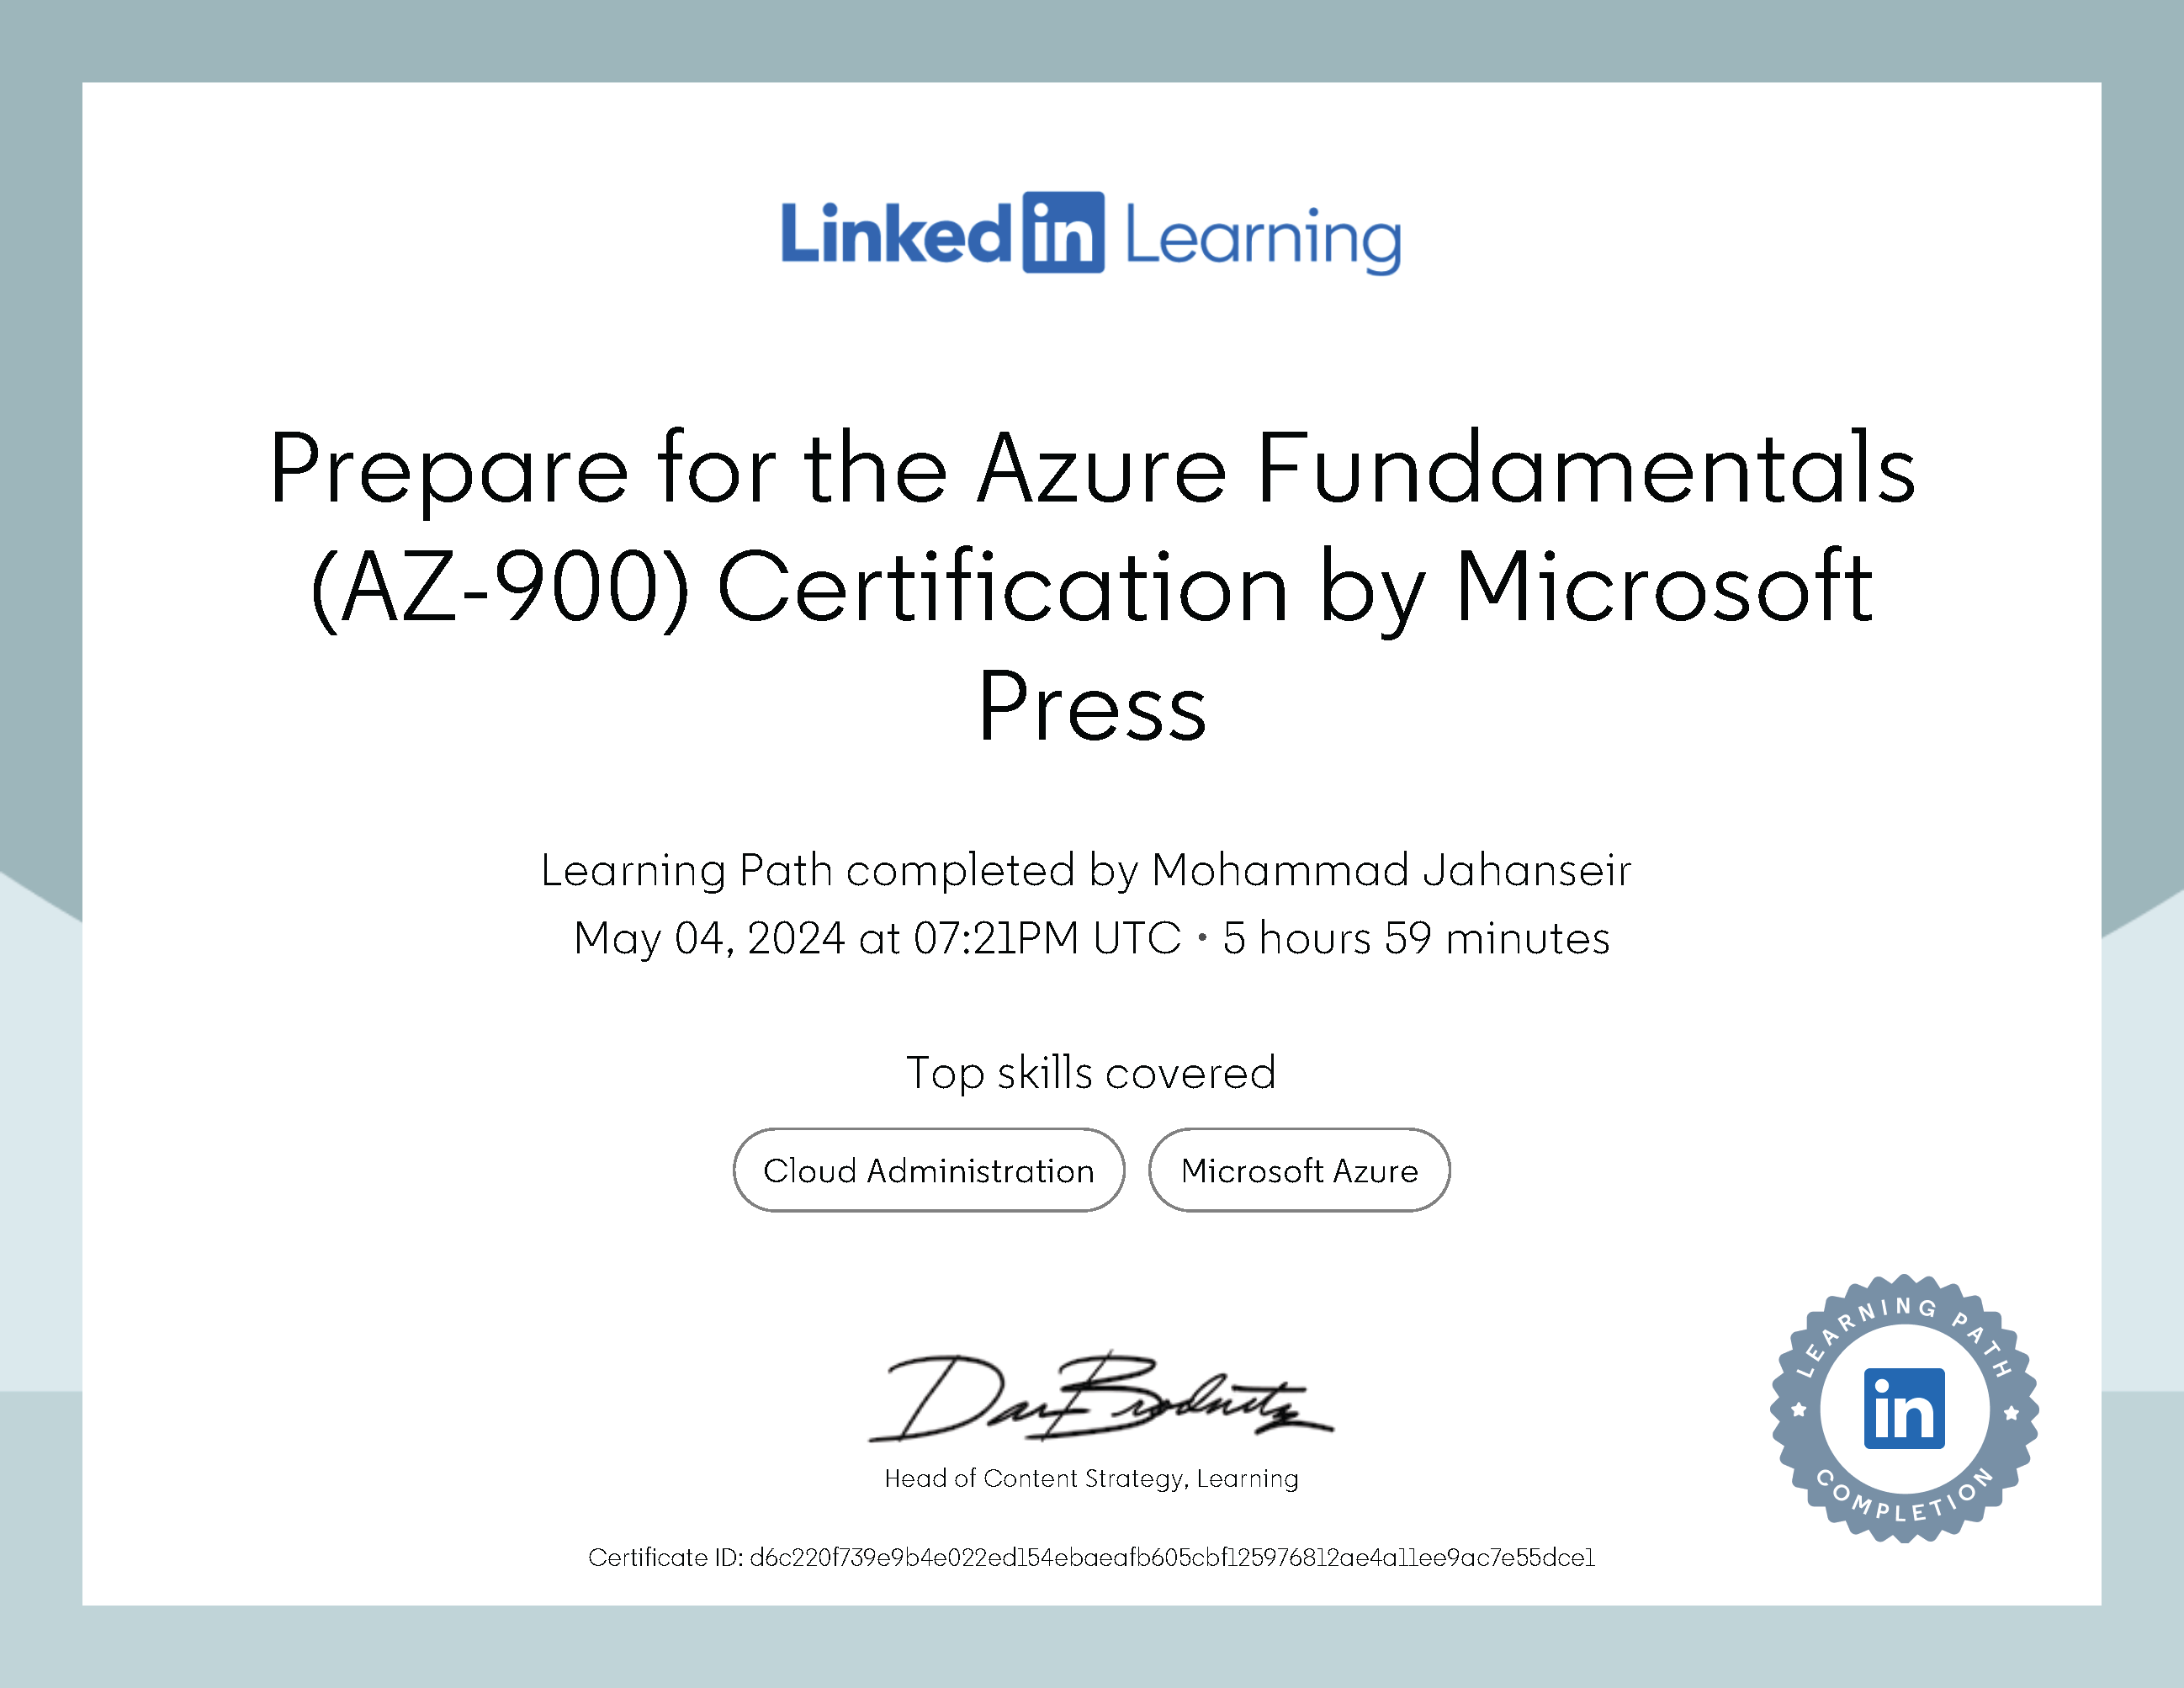 Linked in Learning
Prepare for the Azure Fundamentals
(AZ-900) Certification by Microsoft
Press
Learning Path completed by Mohammad Jahanseir
May 04, 2024 at 07:21PM UTC • 5 hours 59 minutes
Top skills covered
Cloud Administration Microsoft Azure
Dan Brodnitz
Head of Content Strategy, Learning
LEARNING PATH
in
COMPLETION
Certificate ID: d6c220f739e9b4e022ed154ebaeafb605cbf125976812ae4a11ee9ac7e55dce1